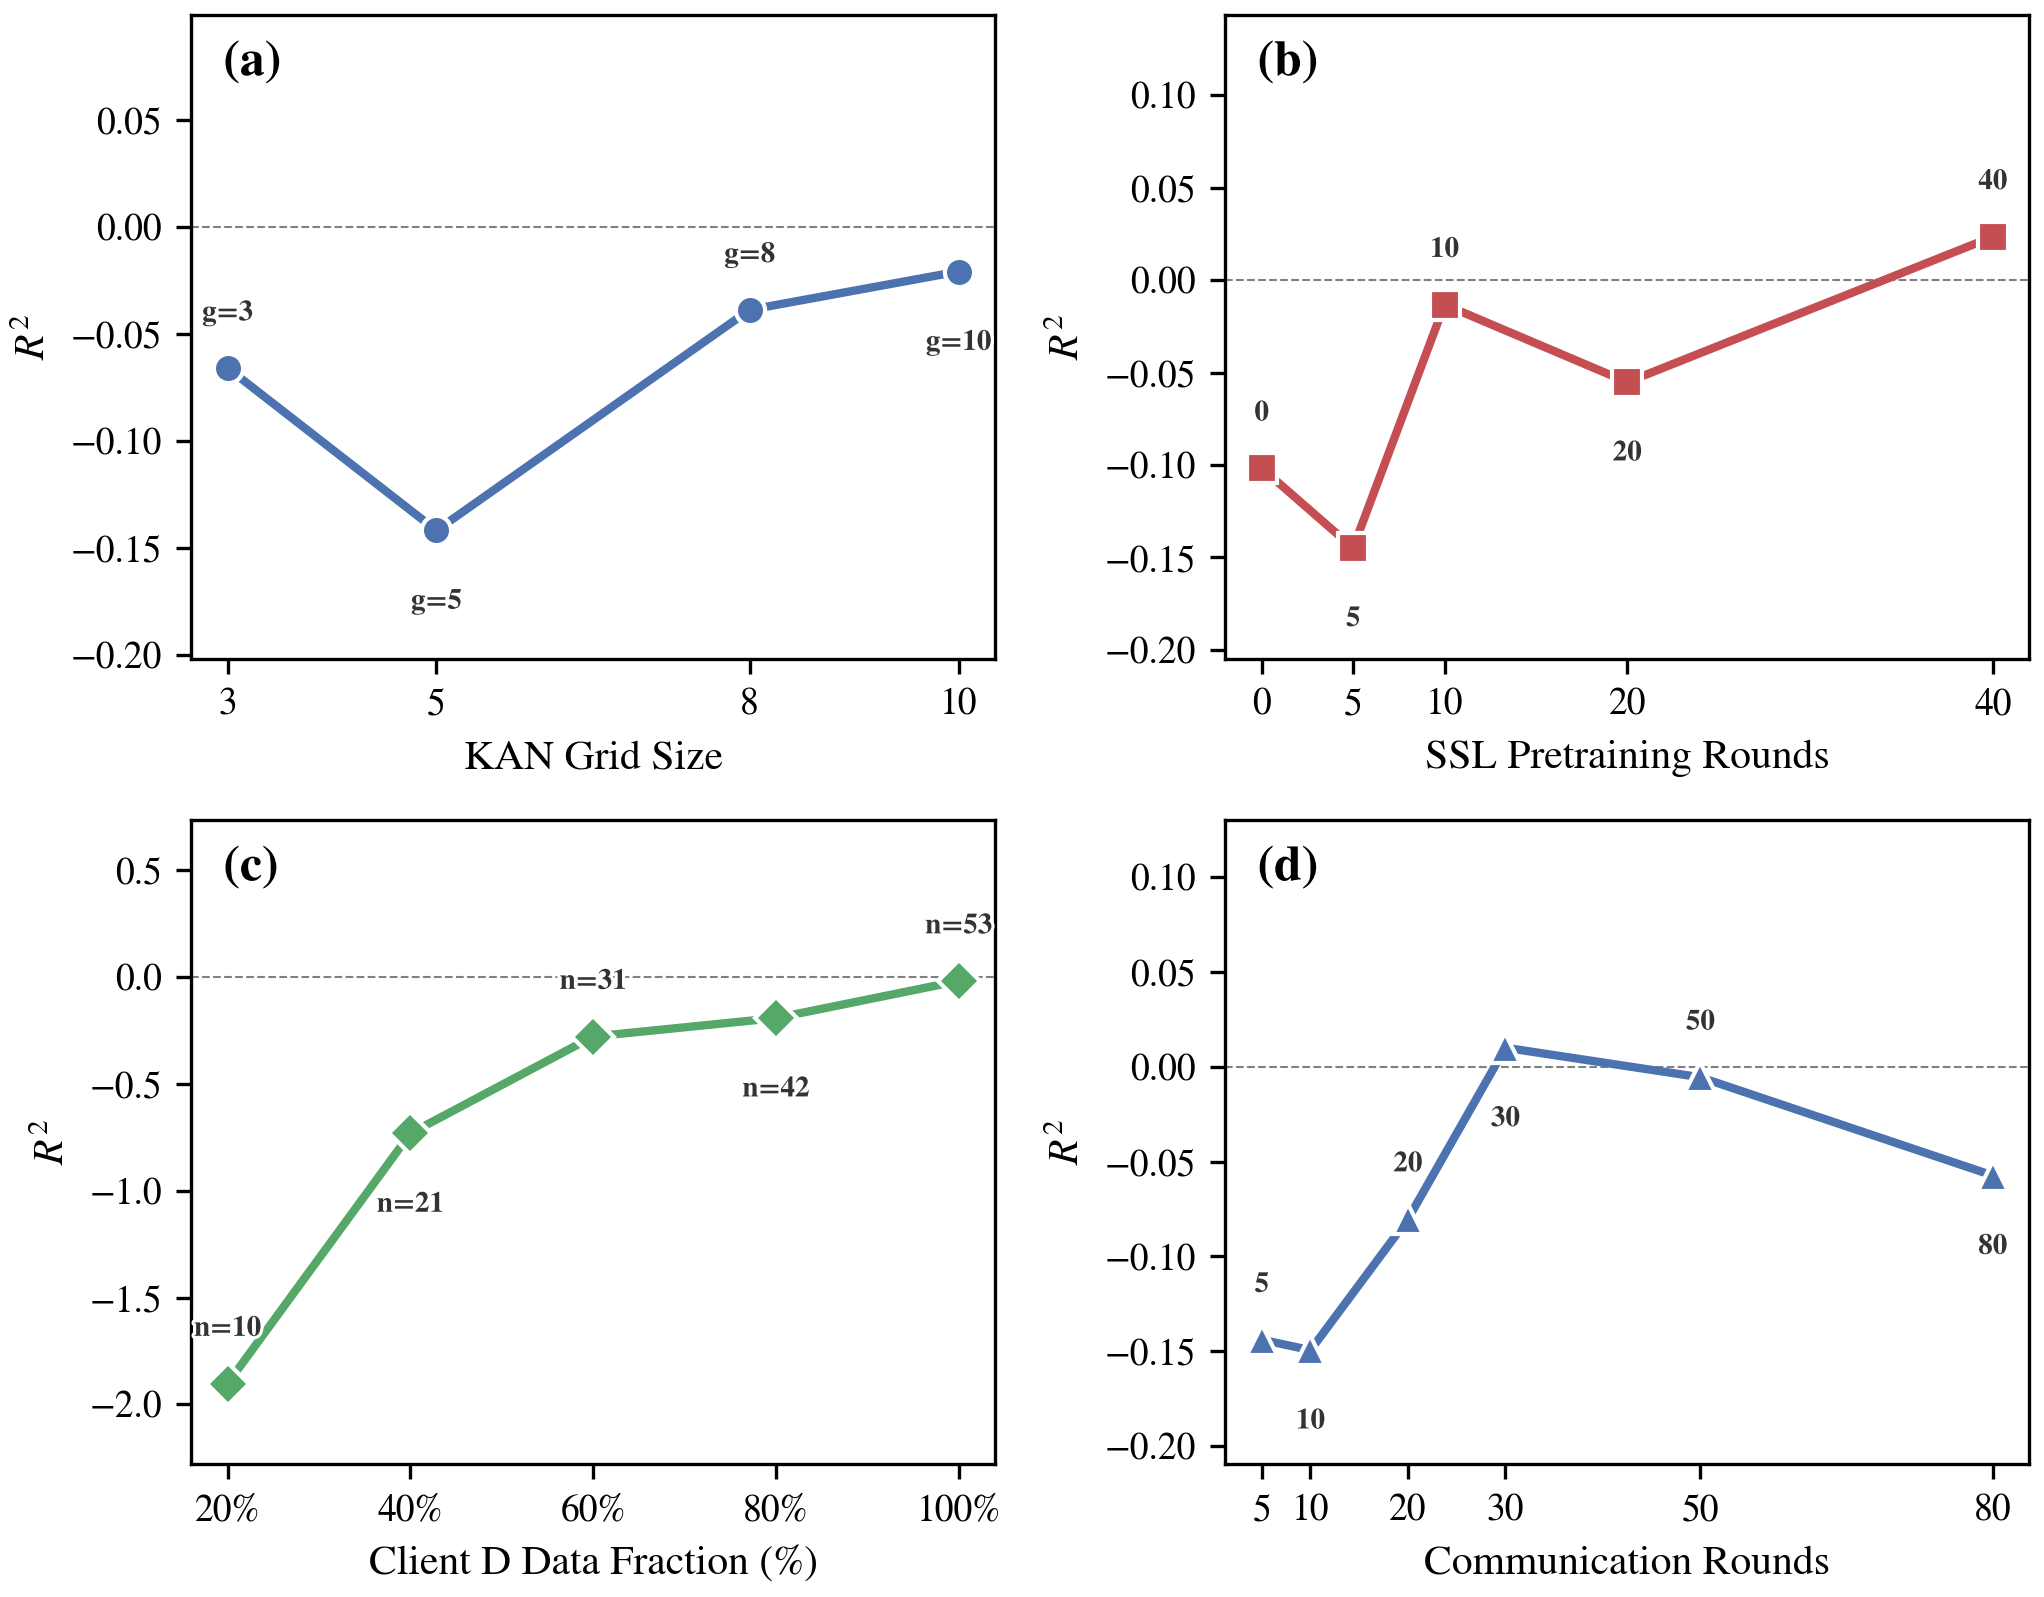 (a)
0.05
0.00
−0.05
−0.10
−0.15
−0.20
R²
g=3
g=5
g=8
g=10
3 5 8 10
KAN Grid Size
(b)
0.10
0.05
0.00
−0.05
−0.10
−0.15
−0.20
R²
0
5
10
20
40
0 5 10 20 40
SSL Pretraining Rounds
(c)
0.5
0.0
−0.5
−1.0
−1.5
−2.0
R²
n=10
n=21
n=31
n=42
n=53
20% 40% 60% 80% 100%
Client D Data Fraction (%)
(d)
0.10
0.05
0.00
−0.05
−0.10
−0.15
−0.20
R²
5
10
20
30
50
80
5 10 20 30 50 80
Communication Rounds